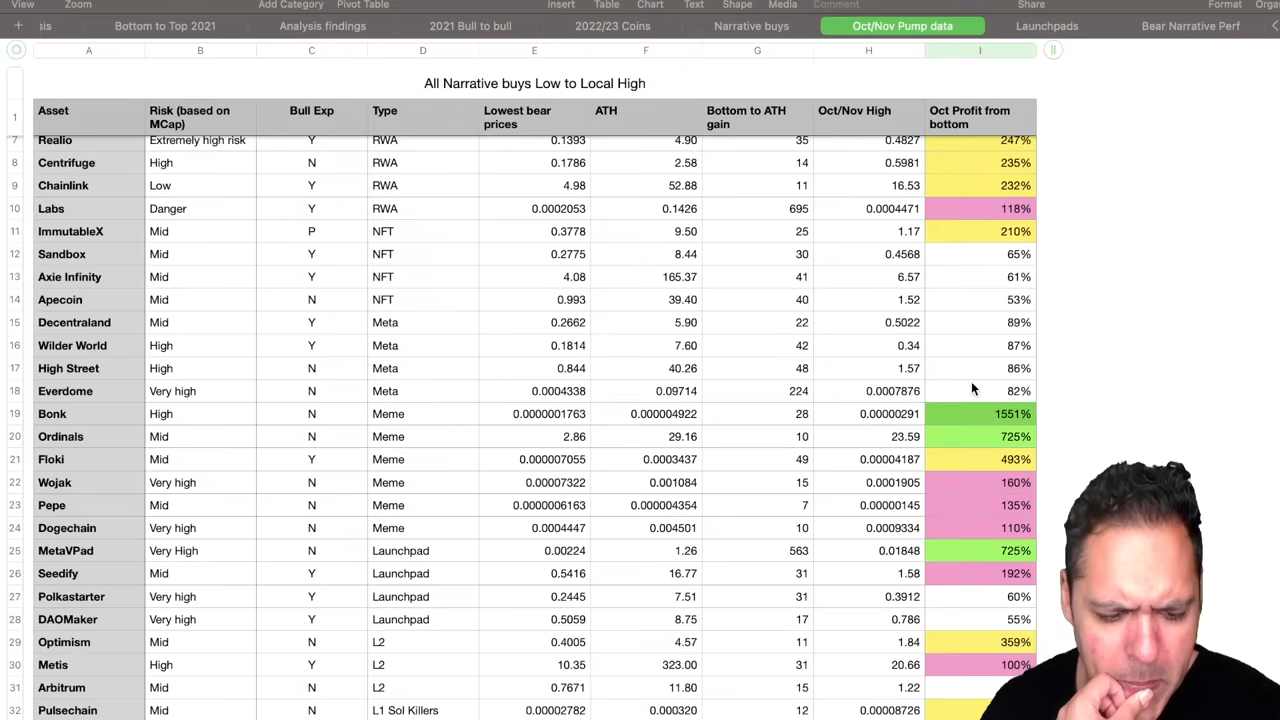 View Zoom Add Category Pivot Table Insert Table Chart Text Shape Media Comment Share Format Orga
sis Bottom to Top 2021 Analysis findings 2021 Bull to bull 2022/23 Coins Narrative buys Oct/Nov Pump data Launchpads Bear Narrative Perf
A B C D E F G H I
All Narrative buys Low to Local High
1 Asset Risk (based on MCap) Bull Exp Type Lowest bear prices ATH Bottom to ATH gain Oct/Nov High Oct Profit from bottom
7 Realio Extremely high risk Y RWA 0.1393 4.90 35 0.4827 247%
8 Centrifuge High N RWA 0.1786 2.58 14 0.5981 235%
9 Chainlink Low Y RWA 4.98 52.88 11 16.53 232%
10 Labs Danger Y RWA 0.0002053 0.1426 695 0.0004471 118%
11 ImmutableX Mid P NFT 0.3778 9.50 25 1.17 210%
12 Sandbox Mid Y NFT 0.2775 8.44 30 0.4568 65%
13 Axie Infinity Mid Y NFT 4.08 165.37 41 6.57 61%
14 Apecoin Mid N NFT 0.993 39.40 40 1.52 53%
15 Decentraland Mid Y Meta 0.2662 5.90 22 0.5022 89%
16 Wilder World High Y Meta 0.1814 7.60 42 0.34 87%
17 High Street High N Meta 0.844 40.26 48 1.57 86%
18 Everdome Very high N Meta 0.0004338 0.09714 224 0.0007876 82%
19 Bonk High N Meme 0.0000001763 0.000004922 28 0.00000291 1551%
20 Ordinals Mid N Meme 2.86 29.16 10 23.59 725%
21 Floki Mid Y Meme 0.000007055 0.0003437 49 0.00004187 493%
22 Wojak Very high N Meme 0.00007322 0.001084 15 0.0001905 160%
23 Pepe Mid N Meme 0.0000006163 0.000004354 7 0.00000145 135%
24 Dogechain Very high N Meme 0.0004447 0.004501 10 0.0009334 110%
25 MetaVPad Very High N Launchpad 0.00224 1.26 563 0.01848 725%
26 Seedify Mid Y Launchpad 0.5416 16.77 31 1.58 192%
27 Polkastarter Very high Y Launchpad 0.2445 7.51 31 0.3912 60%
28 DAOMaker Very high Y Launchpad 0.5059 8.75 17 0.786 55%
29 Optimism Mid N L2 0.4005 4.57 11 1.84 359%
30 Metis High Y L2 10.35 323.00 31 20.66 100%
31 Arbitrum Mid N L2 0.7671 11.80 15 1.22
32 Pulsechain Mid N L1 Sol Killers 0.00002782 0.000320 12 0.00008726